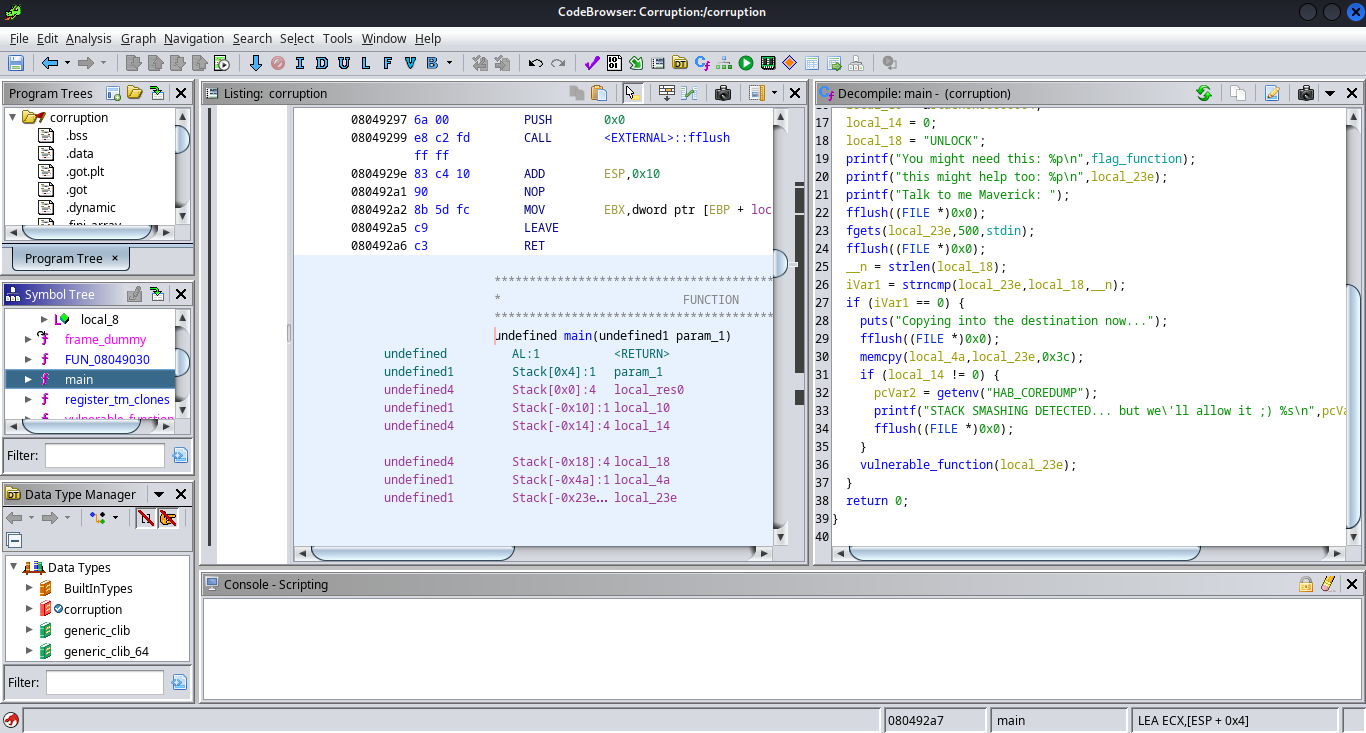 CodeBrowser: Corruption:/corruption
File Edit Analysis Graph Navigation Search Select Tools Window Help
I D U L F V B
Program Trees
corruption
.bss
.data
.got.plt
.got
.dynamic
Program Tree ×
Symbol Tree
local_8
frame_dummy
FUN_08049030
main
register_tm_clones
Filter:
Data Type Manager
Data Types
BuiltInTypes
corruption
generic_clib
generic_clib_64
Filter:
Listing: corruption
08049297 6a 00 PUSH 0x0
08049299 e8 c2 fd CALL <EXTERNAL>::fflush
ff ff
0804929e 83 c4 10 ADD ESP,0x10
080492a1 90 NOP
080492a2 8b 5d fc MOV EBX,dword ptr [EBP + loc
080492a5 c9 LEAVE
080492a6 c3 RET
****************************************
* FUNCTION
****************************************
undefined main(undefined1 param_1)
undefined AL:1 <RETURN>
undefined1 Stack[0x4]:1 param_1
undefined4 Stack[0x0]:4 local_res0
undefined1 Stack[-0x10]:1 local_10
undefined4 Stack[-0x14]:4 local_14
undefined4 Stack[-0x18]:4 local_18
undefined1 Stack[-0x4a]:1 local_4a
undefined1 Stack[-0x23e... local_23e
Decompile: main - (corruption)
17 local_14 = 0;
18 local_18 = "UNLOCK";
19 printf("You might need this: %p\n",flag_function);
20 printf("this might help too: %p\n",local_23e);
21 printf("Talk to me Maverick: ");
22 fflush((FILE *)0x0);
23 fgets(local_23e,500,stdin);
24 fflush((FILE *)0x0);
25 __n = strlen(local_18);
26 iVar1 = strncmp(local_23e,local_18,__n);
27 if (iVar1 == 0) {
28 puts("Copying into the destination now...");
29 fflush((FILE *)0x0);
30 memcpy(local_4a,local_23e,0x3c);
31 if (local_14 != 0) {
32 pcVar2 = getenv("HAB_COREDUMP");
33 printf("STACK SMASHING DETECTED... but we\'ll allow it ;) %s\n",pcVa
34 fflush((FILE *)0x0);
35 }
36 vulnerable_function(local_23e);
37 }
38 return 0;
39 }
40
Console - Scripting
080492a7 main LEA ECX,[ESP + 0x4]